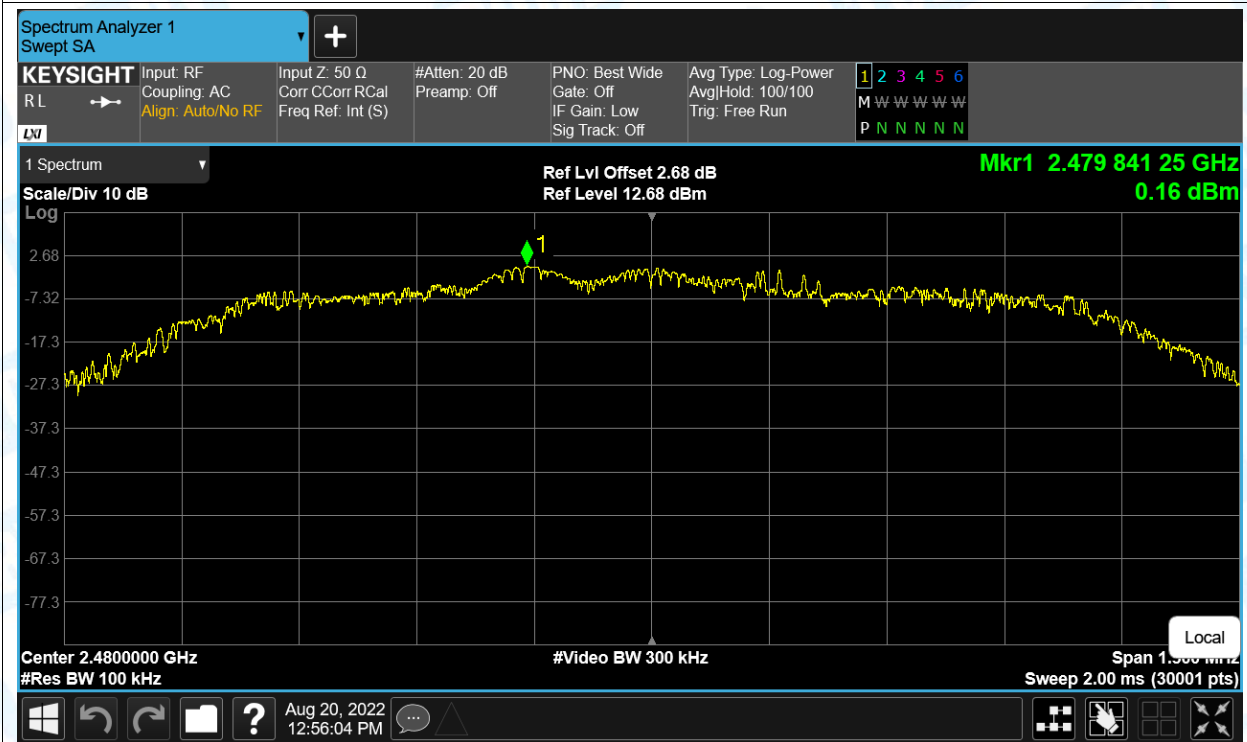 Spectrum Analyzer 1
Swept SA
KEYSIGHT
R L
LXI
Input: RF
Coupling: AC
Align: Auto/No RF
Input Z: 50 Ω
Corr CCorr RCal
Freq Ref: Int (S)
#Atten: 20 dB
Preamp: Off
PNO: Best Wide
Gate: Off
IF Gain: Low
Sig Track: Off
Avg Type: Log-Power
Avg|Hold: 100/100
Trig: Free Run
1 2 3 4 5 6
M W W W W W
P N N N N N
1 Spectrum
Scale/Div 10 dB
Log
Ref Lvl Offset 2.68 dB
Ref Level 12.68 dBm
Mkr1 2.479 841 25 GHz
0.16 dBm
1
2.68
-7.32
-17.3
-27.3
-37.3
-47.3
-57.3
-67.3
-77.3
Center 2.4800000 GHz
#Res BW 100 kHz
#Video BW 300 kHz
Span
Sweep 2.00 ms (30001 pts)
Local
?
Aug 20, 2022
12:56:04 PM